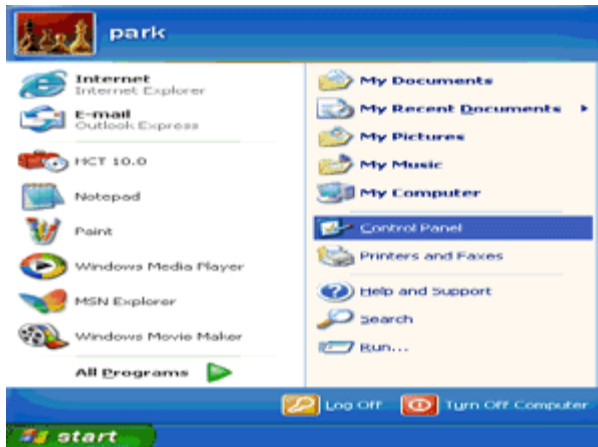 park
Internet
Internet Explorer
E-mail
Outlook Express
HCT 10.0
Notepad
Paint
Windows Media Player
MSN Explorer
Windows Movie Maker
All Programs
My Documents
My Recent Documents
My Pictures
My Music
My Computer
Control Panel
Printers and Faxes
Help and Support
Search
Run...
Log Off
Turn Off Computer
start